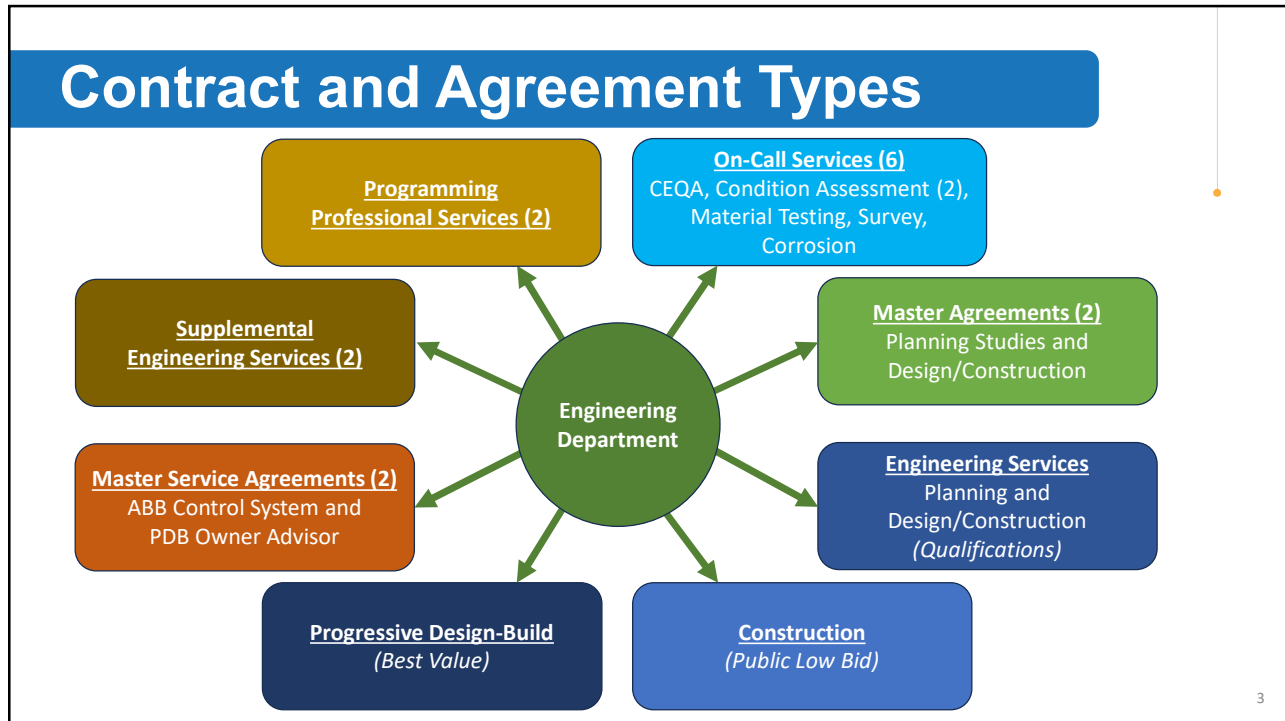 Contract and Agreement Types
Programming
Professional Services (2)
On-Call Services (6)
CEQA, Condition Assessment (2),
Material Testing, Survey,
Corrosion
Supplemental
Engineering Services (2)
Master Agreements (2)
Planning Studies and
Design/Construction
Engineering
Department
Master Service Agreements (2)
ABB Control System and
PDB Owner Advisor
Engineering Services
Planning and
Design/Construction
(Qualifications)
Progressive Design-Build
(Best Value)
Construction
(Public Low Bid)
3